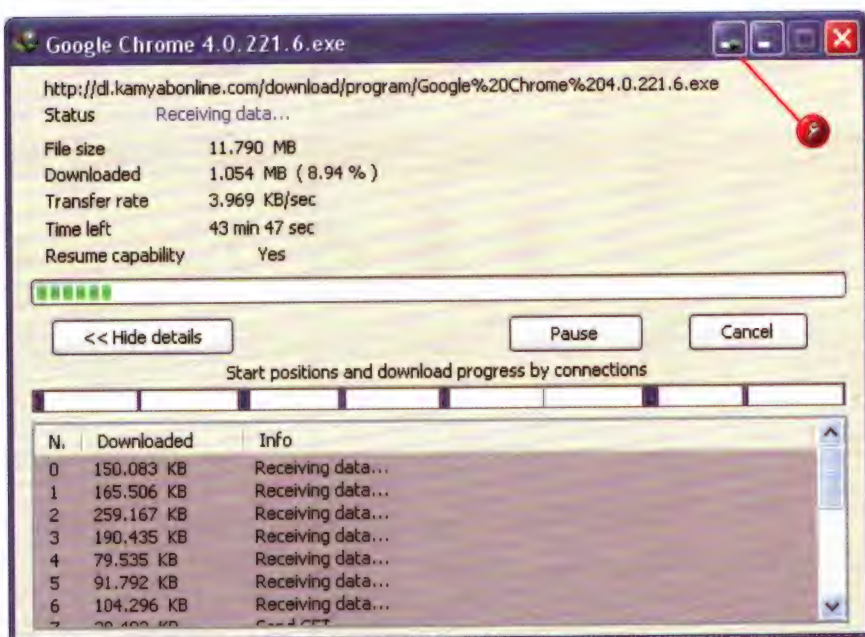 Google Chrome 4.0.221.6.exe
http://dl.kamyabonline.com/download/program/Google%20Chrome%204.0.221.6.exe
Status Receiving data...
File size 11.790 MB
Downloaded 1.054 MB ( 8.94 % )
Transfer rate 3.969 KB/sec
Time left 43 min 47 sec
Resume capability Yes
<< Hide details Pause Cancel
Start positions and download progress by connections
N. Downloaded Info
0 150.083 KB Receiving data...
1 165.506 KB Receiving data...
2 259.167 KB Receiving data...
3 190.435 KB Receiving data...
4 79.535 KB Receiving data...
5 91.792 KB Receiving data...
6 104.296 KB Receiving data...